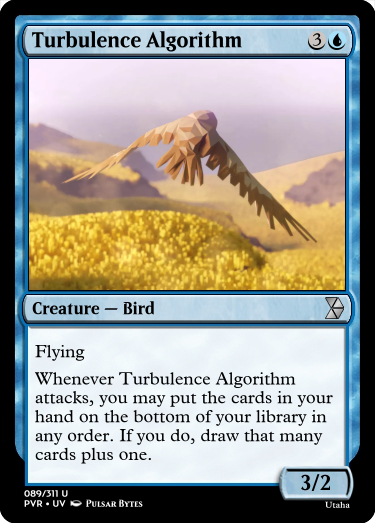 Turbulence Algorithm 3
Creature — Bird
Flying
Whenever Turbulence Algorithm
attacks, you may put the cards in your
hand on the bottom of your library in
any order. If you do, draw that many
cards plus one.
3/2
089/311 U
PVR • UV PULSAR BYTES
Utaha